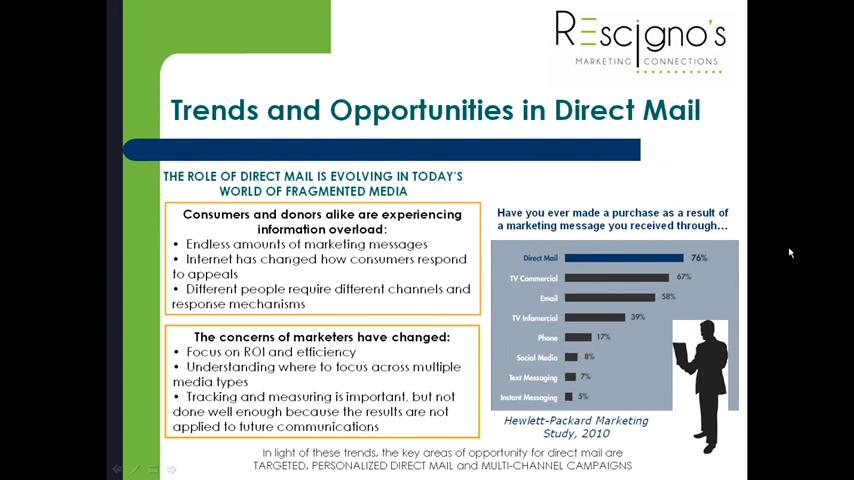 REscigno's
MARKETING CONNECTIONS
Trends and Opportunities in Direct Mail
THE ROLE OF DIRECT MAIL IS EVOLVING IN TODAY'S
WORLD OF FRAGMENTED MEDIA
Consumers and donors alike are experiencing
information overload:
• Endless amounts of marketing messages
• Internet has changed how consumers respond
to appeals
• Different people require different channels and
response mechanisms
The concerns of marketers have changed:
• Focus on ROI and efficiency
• Understanding where to focus across multiple
media types
• Tracking and measuring is important, but not
done well enough because the results are not
applied to future communications
Have you ever made a purchase as a result of
a marketing message you received through...
Direct Mail 76%
TV Commercial 67%
Email 58%
TV Infomercial 39%
Phone 17%
Social Media 8%
Text Messaging 7%
Instant Messaging 5%
Hewlett-Packard Marketing
Study, 2010
In light of these trends, the key areas of opportunity for direct mail are
TARGETED, PERSONALIZED DIRECT MAIL and MULTI-CHANNEL CAMPAIGNS